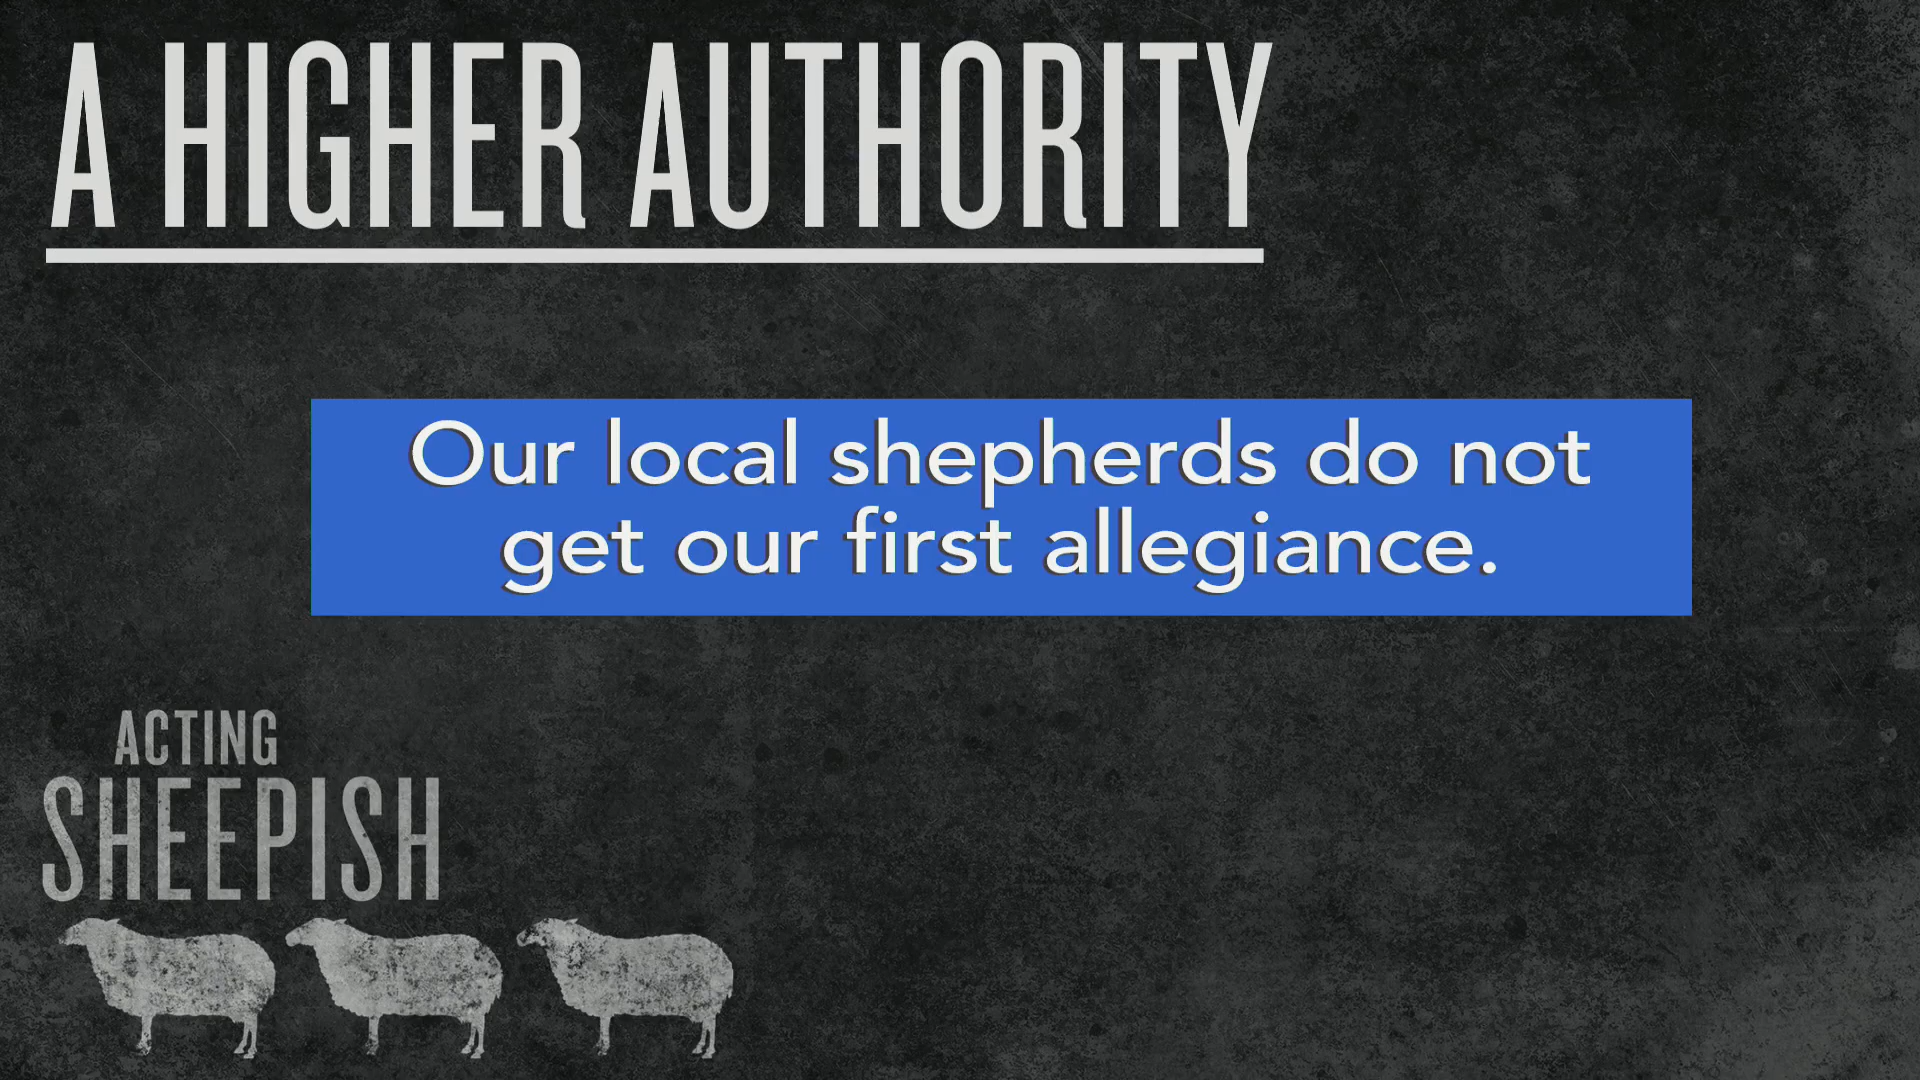 A HIGHER AUTHORITY
Our local shepherds do not
get our first allegiance.
ACTING
SHEEPISH